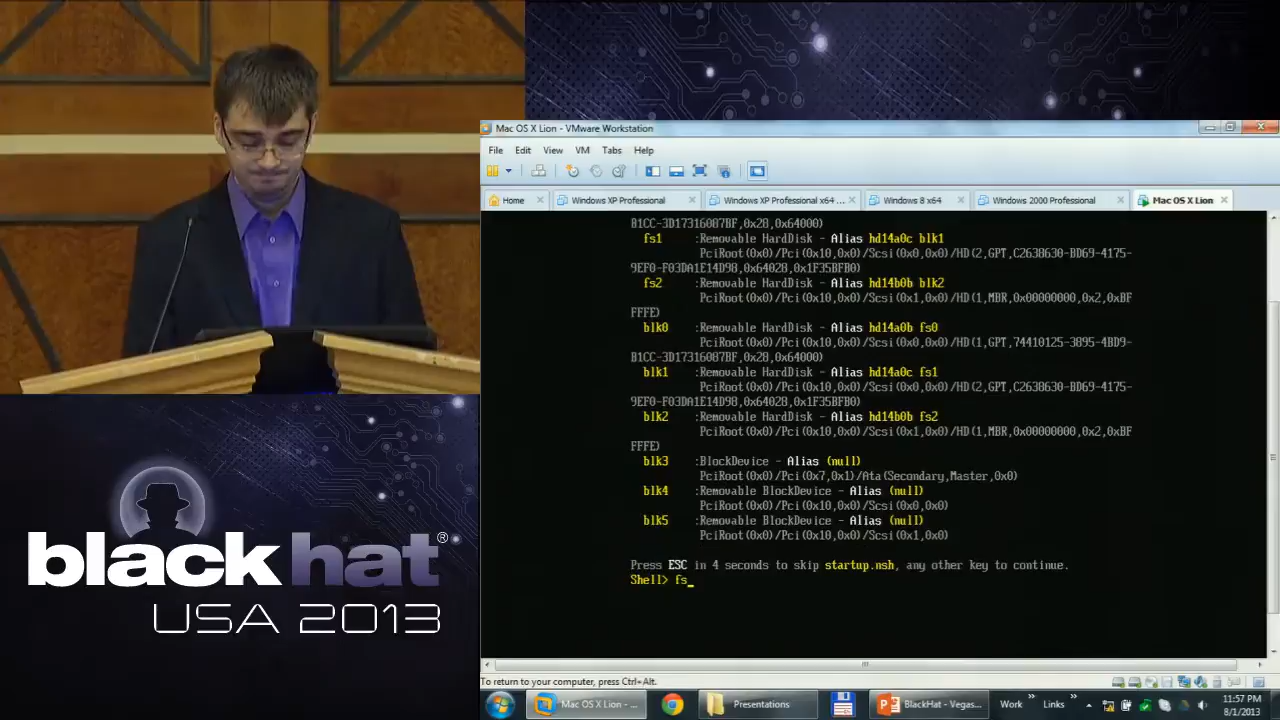 Mac OS X Lion - VMware Workstation
File Edit View VM Tabs Help
Home Windows XP Professional Windows XP Professional x64 ... Windows 8 x64 Windows 2000 Professional Mac OS X Lion
B1CC-3D17316087BF,0x28,0x64000)
fs1 :Removable HardDisk - Alias hd14a0c blk1
PciRoot(0x0)/Pci(0x10,0x0)/Scsi(0x0,0x0)/HD(2,GPT,C2638630-BD69-4175-
9EF0-F03DA1E14D98,0x64028,0x1F35BFB0)
fs2 :Removable HardDisk - Alias hd14b0b blk2
PciRoot(0x0)/Pci(0x10,0x0)/Scsi(0x1,0x0)/HD(1,MBR,0x00000000,0x2,0xBF
FFFE)
blk0 :Removable HardDisk - Alias hd14a0b fs0
PciRoot(0x0)/Pci(0x10,0x0)/Scsi(0x0,0x0)/HD(1,GPT,74410125-3895-4BD9-
B1CC-3D17316087BF,0x28,0x64000)
blk1 :Removable HardDisk - Alias hd14a0c fs1
PciRoot(0x0)/Pci(0x10,0x0)/Scsi(0x0,0x0)/HD(2,GPT,C2638630-BD69-4175-
9EF0-F03DA1E14D98,0x64028,0x1F35BFB0)
blk2 :Removable HardDisk - Alias hd14b0b fs2
PciRoot(0x0)/Pci(0x10,0x0)/Scsi(0x1,0x0)/HD(1,MBR,0x00000000,0x2,0xBF
FFFE)
blk3 :BlockDevice - Alias (null)
PciRoot(0x0)/Pci(0x7,0x1)/Ata(Secondary,Master,0x0)
blk4 :Removable BlockDevice - Alias (null)
PciRoot(0x0)/Pci(0x10,0x0)/Scsi(0x0,0x0)
blk5 :Removable BlockDevice - Alias (null)
PciRoot(0x0)/Pci(0x10,0x0)/Scsi(0x1,0x0)
Press ESC in 4 seconds to skip startup.nsh, any other key to continue.
Shell> fs_
To return to your computer, press Ctrl+Alt.
Mac OS X Lion - ... Presentations BlackHat - Vegas... Work » Links » 11:57 PM
8/1/2013
black hat®
USA 2013